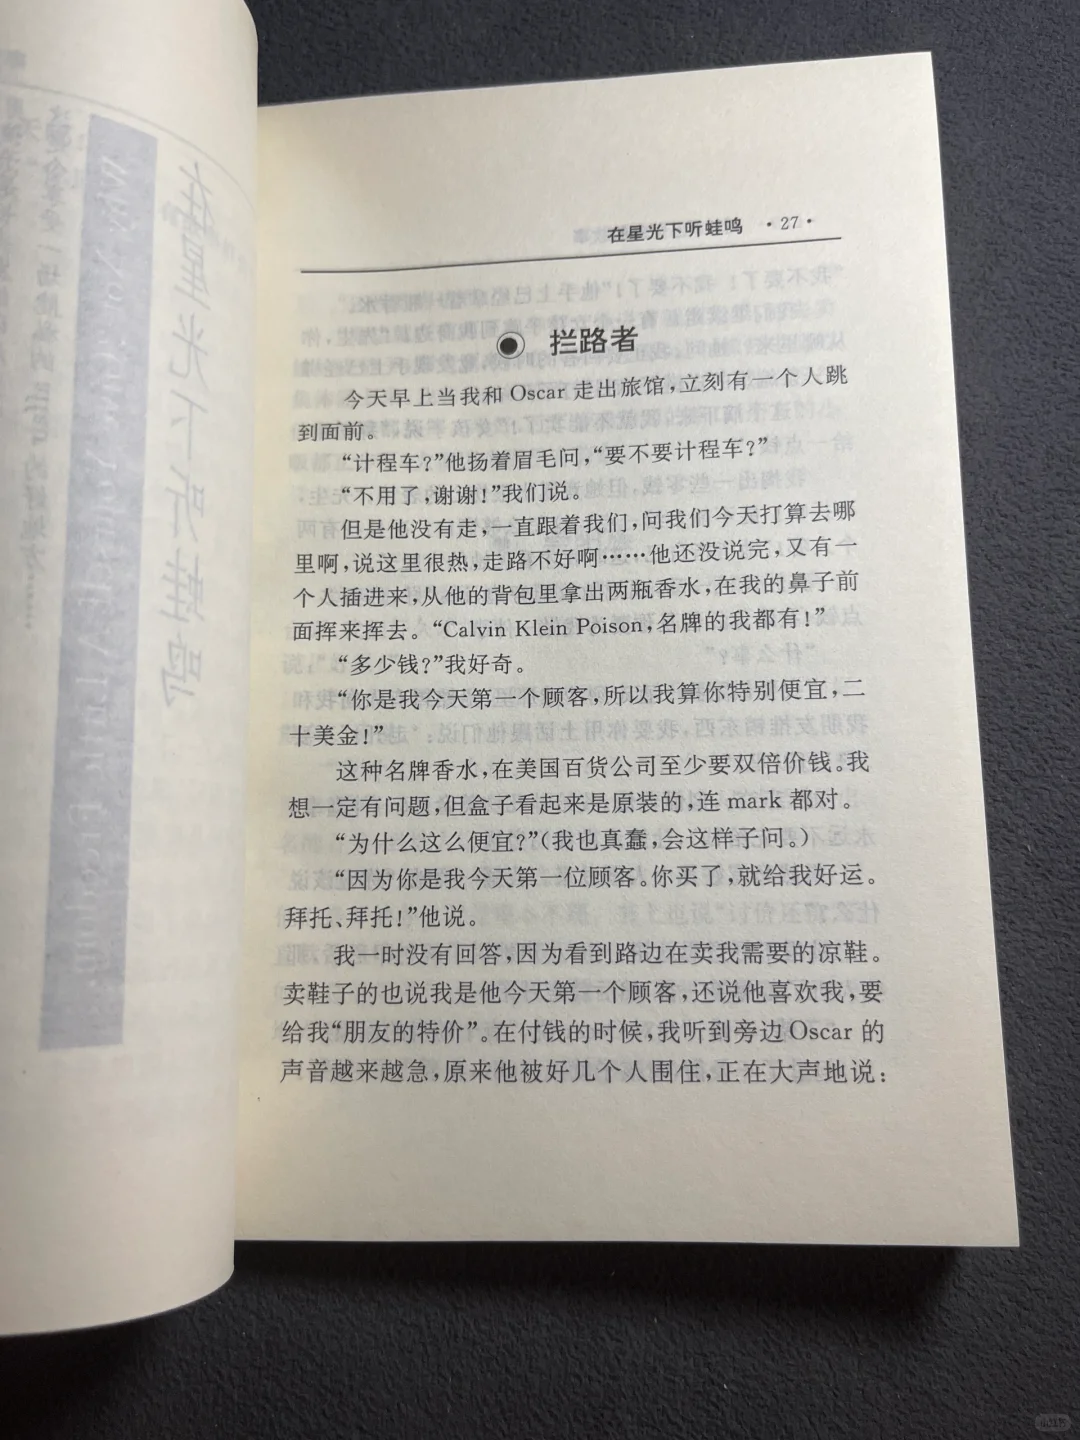 在星光下听蛙鸣 ·27·
拦路者
今天早上当我和 Oscar 走出旅馆，立刻有一个人跳
到面前。
“计程车？”他扬着眉毛问，“要不要计程车？”
“不用了，谢谢！”我们说。
但是他没有走，一直跟着我们，问我们今天打算去哪
里啊，说这里很热，走路不好啊……他还没说完，又有一
个人插进来，从他的背包里拿出两瓶香水，在我的鼻子前
面挥来挥去。“Calvin Klein Poison，名牌的我都有！”
“多少钱？”我好奇。
“你是我今天第一个顾客，所以我算你特别便宜，二
十美金！”
这种名牌香水，在美国百货公司至少要双倍价钱。我
想一定有问题，但盒子看起来是原装的，连 mark 都对。
“为什么这么便宜？”（我也真蠢，会这样子问。）
“因为你是我今天第一位顾客。你买了，就给我好运。
拜托、拜托！”他说。
我一时没有回答，因为看到路边在卖我需要的凉鞋。
卖鞋子的也说我是他今天第一个顾客，还说他喜欢我，要
给我“朋友的特价”。在付钱的时候，我听到旁边 Oscar 的
声音越来越急，原来他被好几个人围住，正在大声地说：
在星光下听蛙鸣